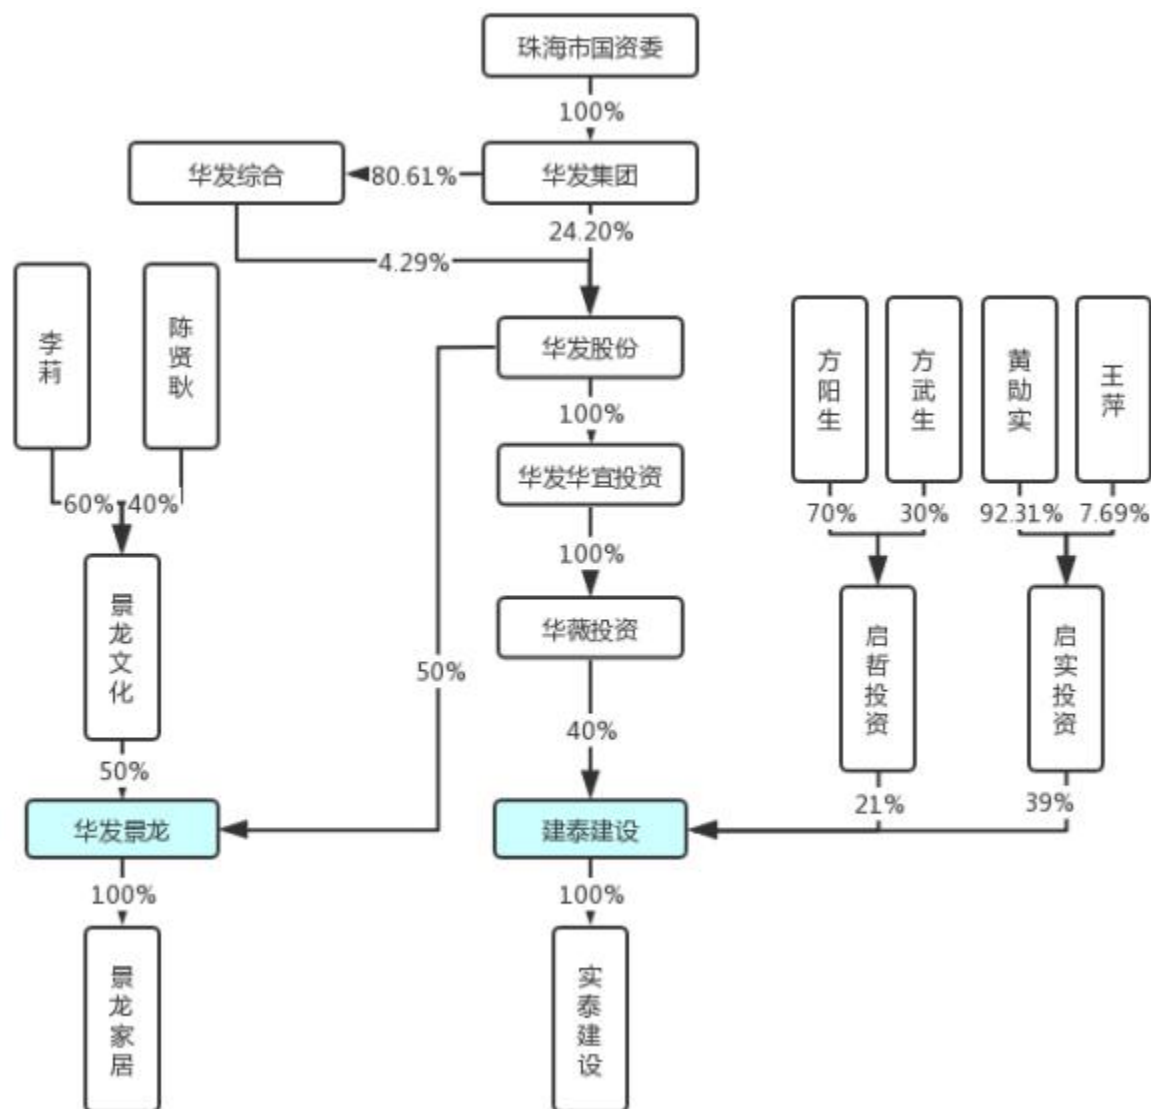 珠海市国资委
100%
华发综合
80.61%
华发集团
24.20%
4.29%
李莉
陈贤耿
华发股份
方阳生
方武生
黄勋实
王萍
100%
华发华宜投资
60%
40%
70%
30%
92.31%
7.69%
100%
景龙文化
华薇投资
启哲投资
启实投资
50%
40%
50%
21%
39%
华发景龙
建泰建设
100%
100%
景龙家居
实泰建设